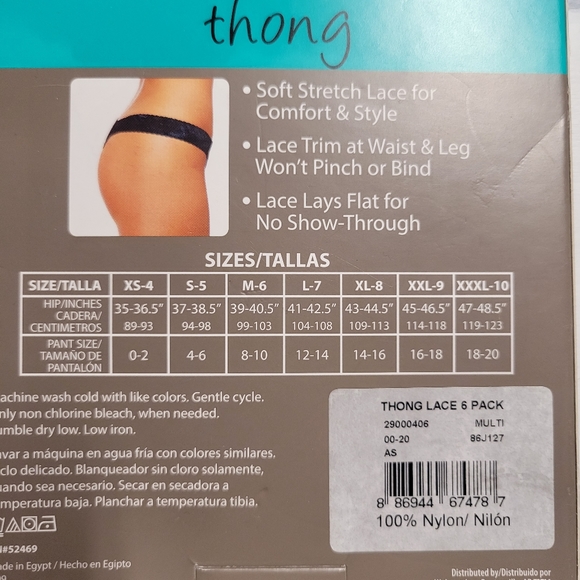 thong
• Soft Stretch Lace for
Comfort & Style
• Lace Trim at Waist & Leg
Won't Pinch or Bind
• Lace Lays Flat for
No Show-Through
SIZES/TALLAS
SIZE/TALLA XS-4 S-5 M-6 L-7 XL-8 XXL-9 XXXL-10
HIP/INCHES 35-36.5" 37-38.5" 39-40.5" 41-42.5" 43-44.5" 45-46.5" 47-48.5"
CADERA/
CENTIMETROS 89-93 94-98 99-103 104-108 109-113 114-118 119-123
PANT SIZE/
TAMAÑO DE
PANTALÓN 0-2 4-6 8-10 12-14 14-16 16-18 18-20
achine wash cold with like colors. Gentle cycle.
nly non chlorine bleach, when needed.
umble dry low. Low iron.
avar a máquina en agua fría con colores similares.
clo delicado. Blanqueador sin cloro solamente,
uando sea necesario. Secar en secadora a
mperatura baja. Planchar a temperatura tibia.
#52469
de in Egypt / Hecho en Egipto
THONG LACE 6 PACK
29000406 MULTI
00-20 86J127
AS
8 86944 67478 7
100% Nylon/ Nilón
Distributed by/Distribuido por